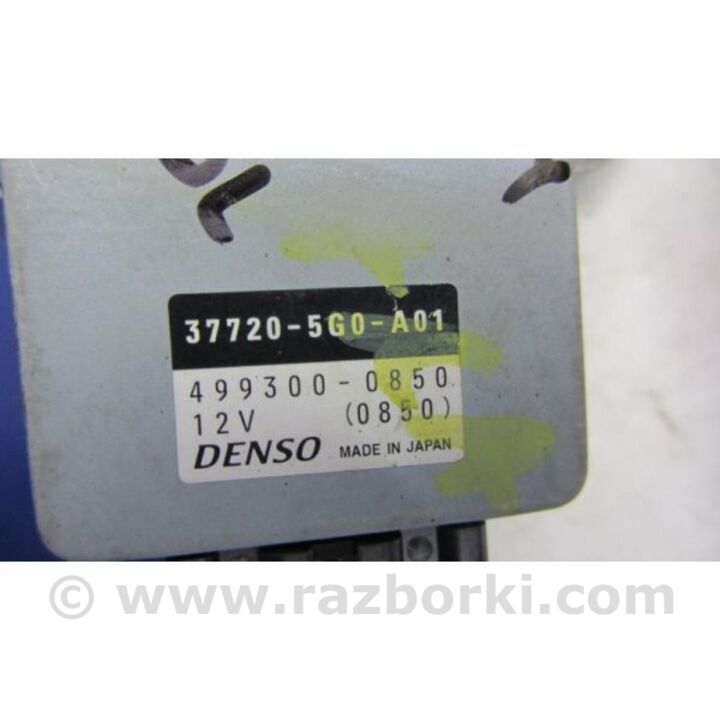 37720-5G0-A01
499300-0850
12V (0850)
DENSO MADE IN JAPAN
© www.razborki.com